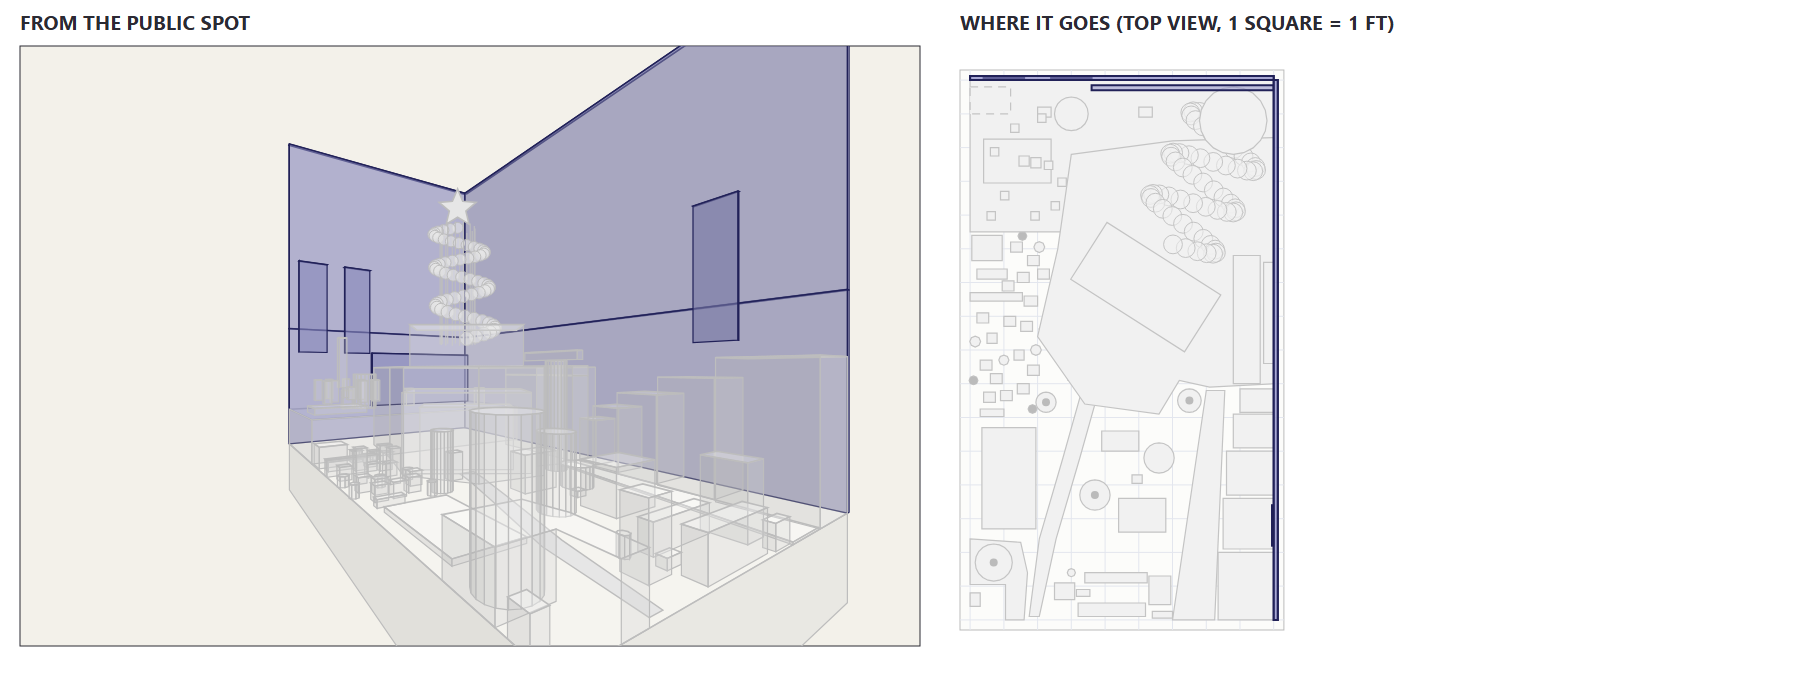 FROM THE PUBLIC SPOT
WHERE IT GOES (TOP VIEW, 1 SQUARE = 1 FT)